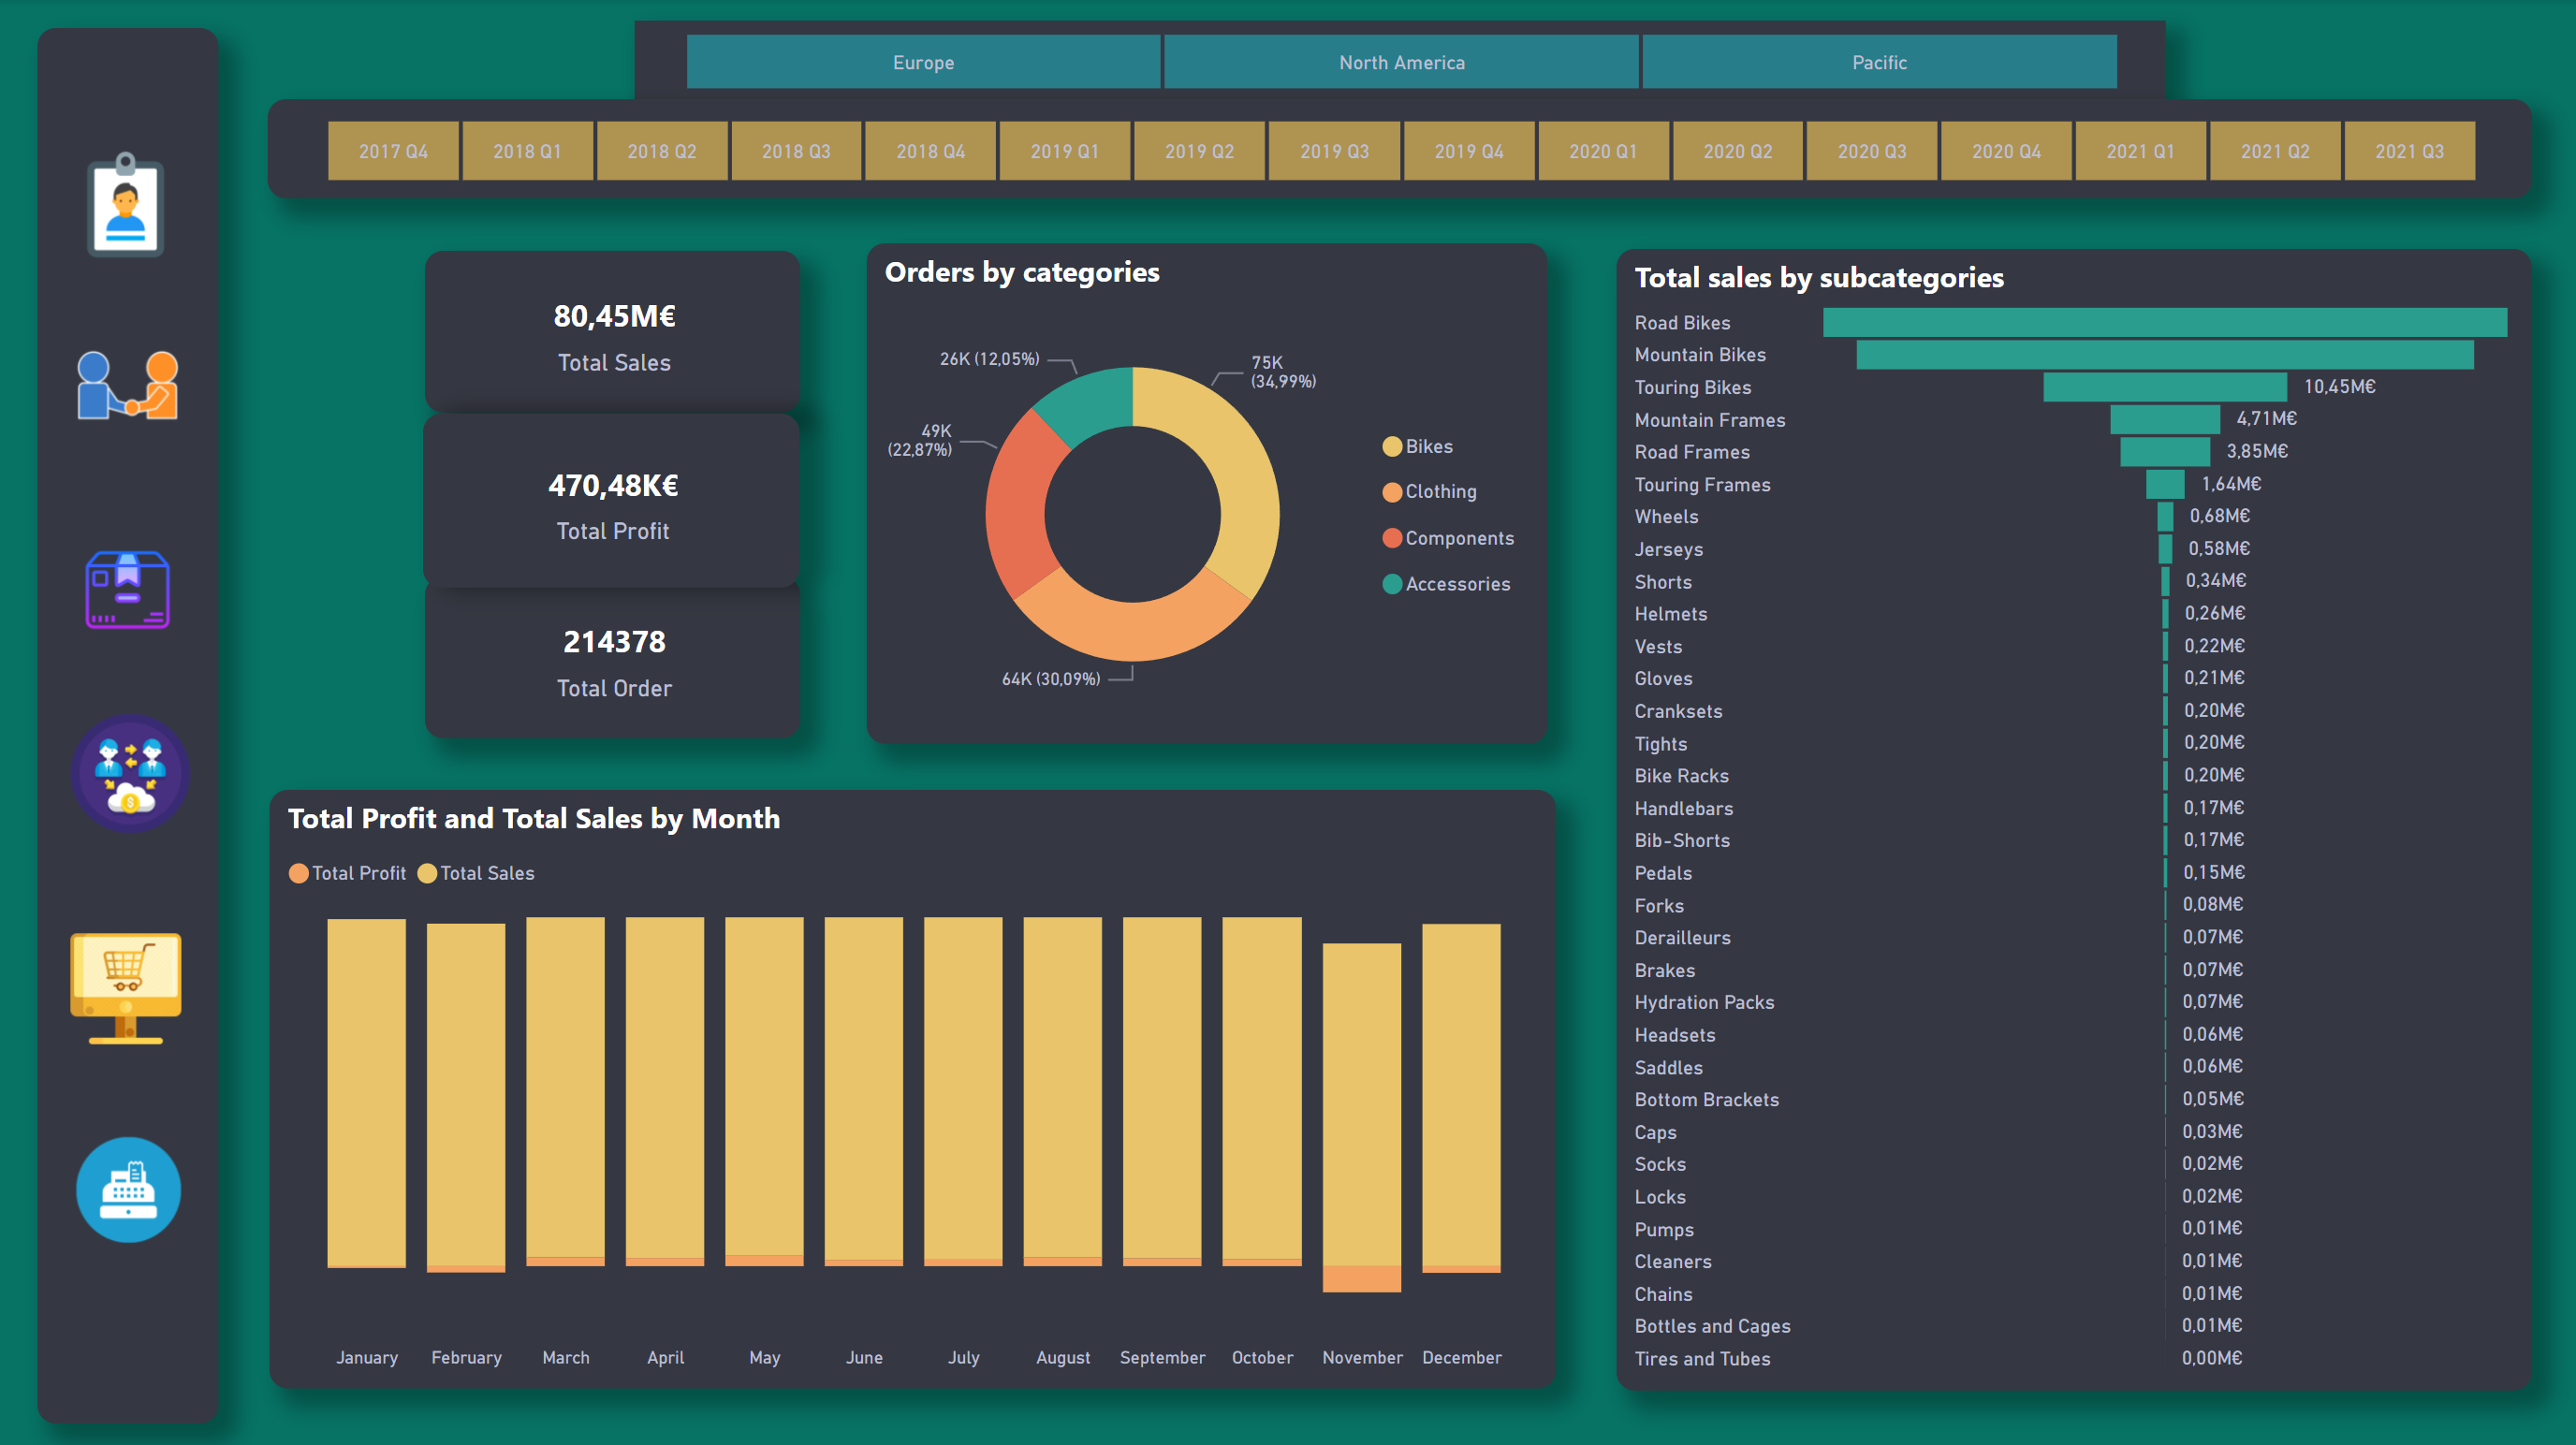 Europe
North America
Pacific
2017 Q4
2018 Q1
2018 Q2
2018 Q3
2018 Q4
2019 Q1
2019 Q2
2019 Q3
2019 Q4
2020 Q1
2020 Q2
2020 Q3
2020 Q4
2021 Q1
2021 Q2
2021 Q3
80,45M€
Total Sales
470,48K€
Total Profit
214378
Total Order
Orders by categories
26K (12,05%)
75K
(34,99%)
49K
(22,87%)
64K (30,09%)
Bikes
Clothing
Components
Accessories
Total sales by subcategories
Road Bikes
Mountain Bikes
Touring Bikes 10,45M€
Mountain Frames 4,71M€
Road Frames 3,85M€
Touring Frames 1,64M€
Wheels 0,68M€
Jerseys 0,58M€
Shorts 0,34M€
Helmets 0,26M€
Vests 0,22M€
Gloves 0,21M€
Cranksets 0,20M€
Tights 0,20M€
Bike Racks 0,20M€
Handlebars 0,17M€
Bib-Shorts 0,17M€
Pedals 0,15M€
Forks 0,08M€
Derailleurs 0,07M€
Brakes 0,07M€
Hydration Packs 0,07M€
Headsets 0,06M€
Saddles 0,06M€
Bottom Brackets 0,05M€
Caps 0,03M€
Socks 0,02M€
Locks 0,02M€
Pumps 0,01M€
Cleaners 0,01M€
Chains 0,01M€
Bottles and Cages 0,01M€
Tires and Tubes 0,00M€
Total Profit and Total Sales by Month
Total Profit Total Sales
January February March April May June July August September October November December